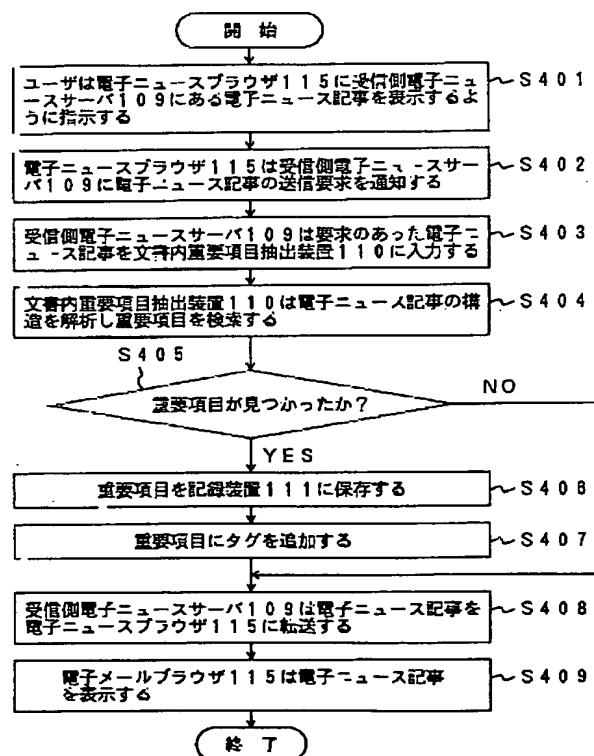 開始
ユーザは電子ニュースブラウザ115に受信側電子ニュ
ースサーバ109にある電子ニュース記事を表示するよ
うに指示する
S401
電子ニュースブラウザ115は受信側電子ニュースサー
バ109に電子ニュース記事の送信要求を通知する
S402
受信側電子ニュースサーバ109は要求のあった電子ニ
ュース記事を文書内重要項目抽出装置110に入力する
S403
文書内重要項目抽出装置110は電子ニュース記事の構
造を解析し重要項目を検索する
S404
S405
重要項目が見つかったか?
NO
YES
重要項目を記録装置111に保存する
S406
重要項目にタグを追加する
S407
受信側電子ニュースサーバ109は電子ニュース記事を
電子ニュースブラウザ115に転送する
S408
電子メールブラウザ115は電子ニュース記事
を表示する
S409
終了